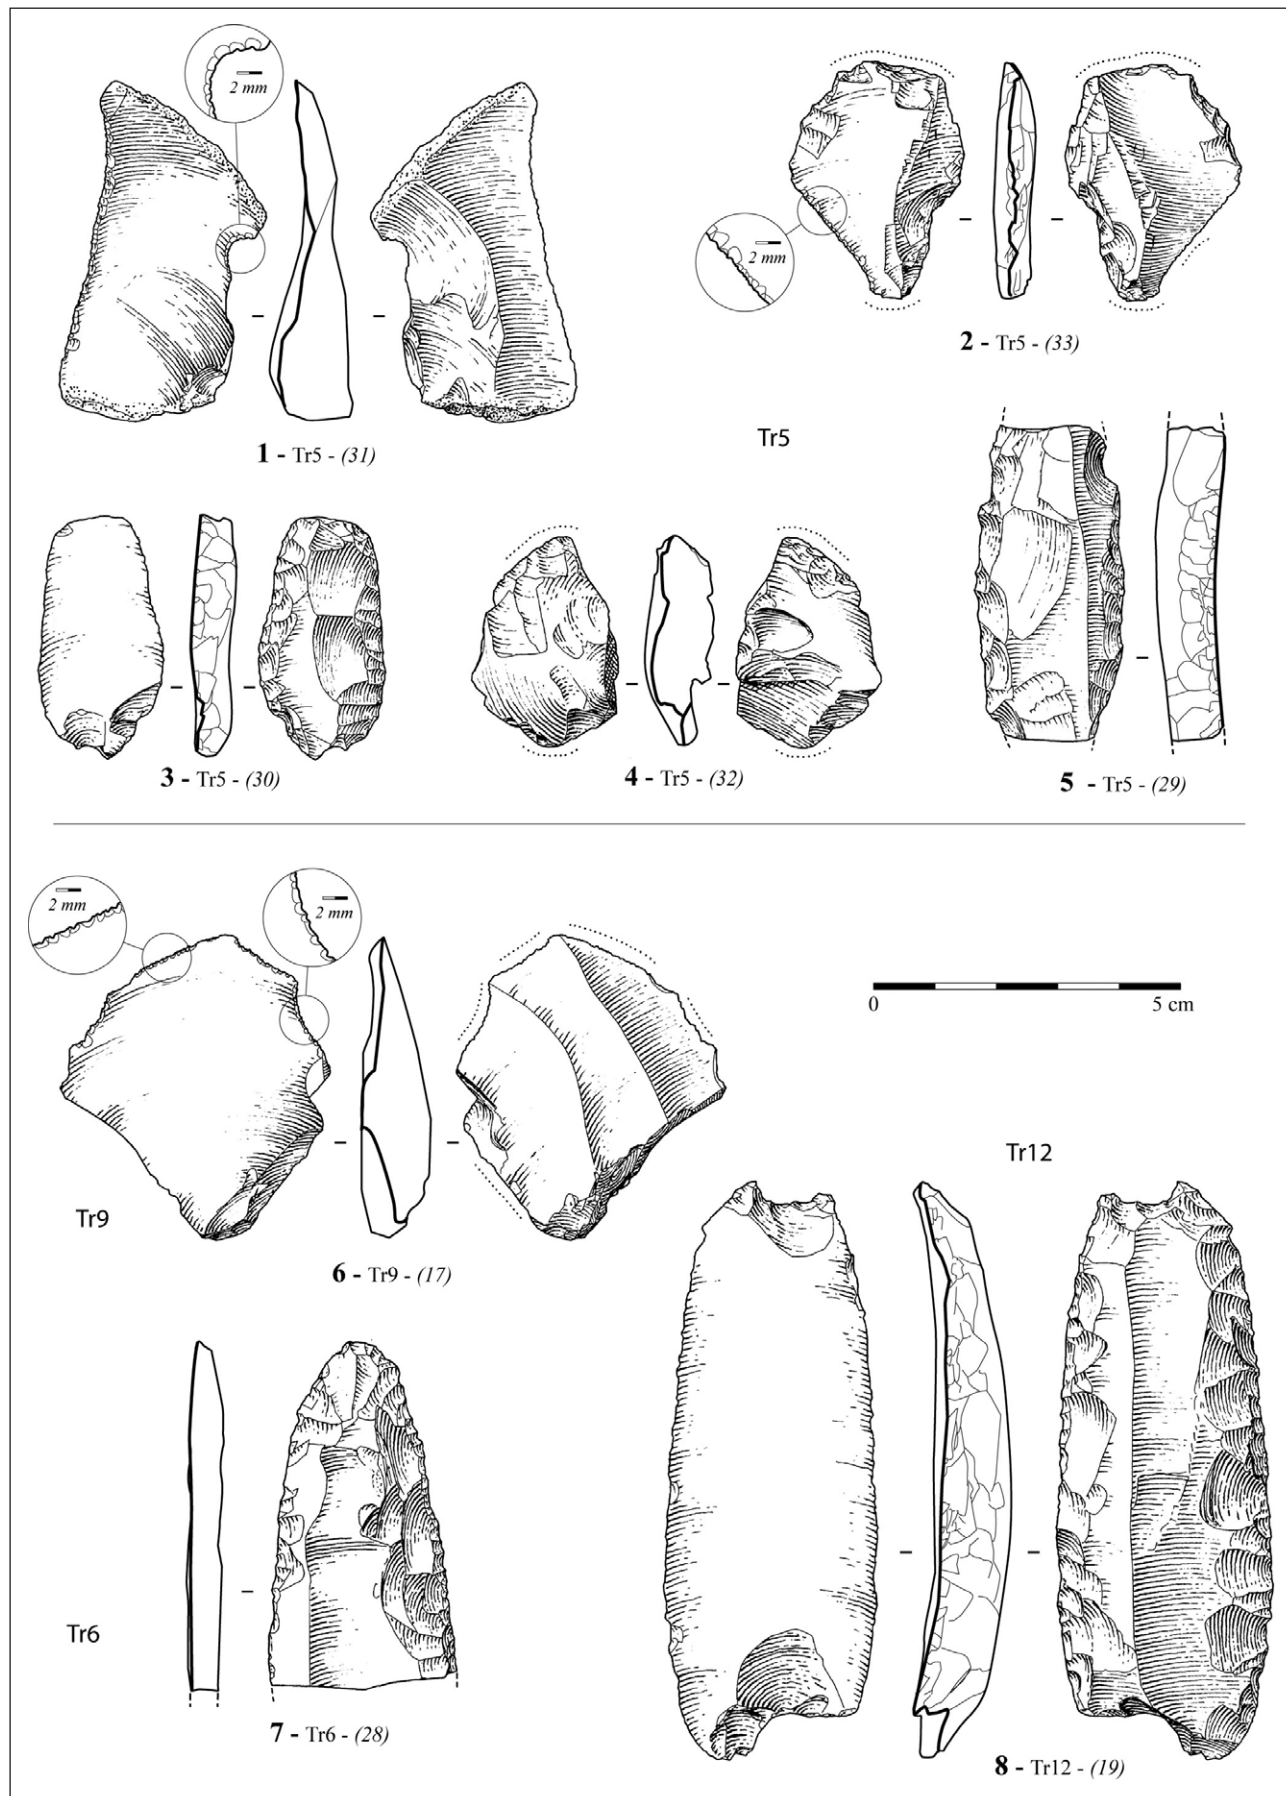 2 mm
2 mm
2 - Tr5 - (33)
1 - Tr5 - (31)
Tr5
3 - Tr5 - (30)
4 - Tr5 - (32)
5 - Tr5 - (29)
2 mm
2 mm
0 5 cm
Tr12
Tr9
6 - Tr9 - (17)
Tr6
7 - Tr6 - (28)
8 - Tr12 - (19)